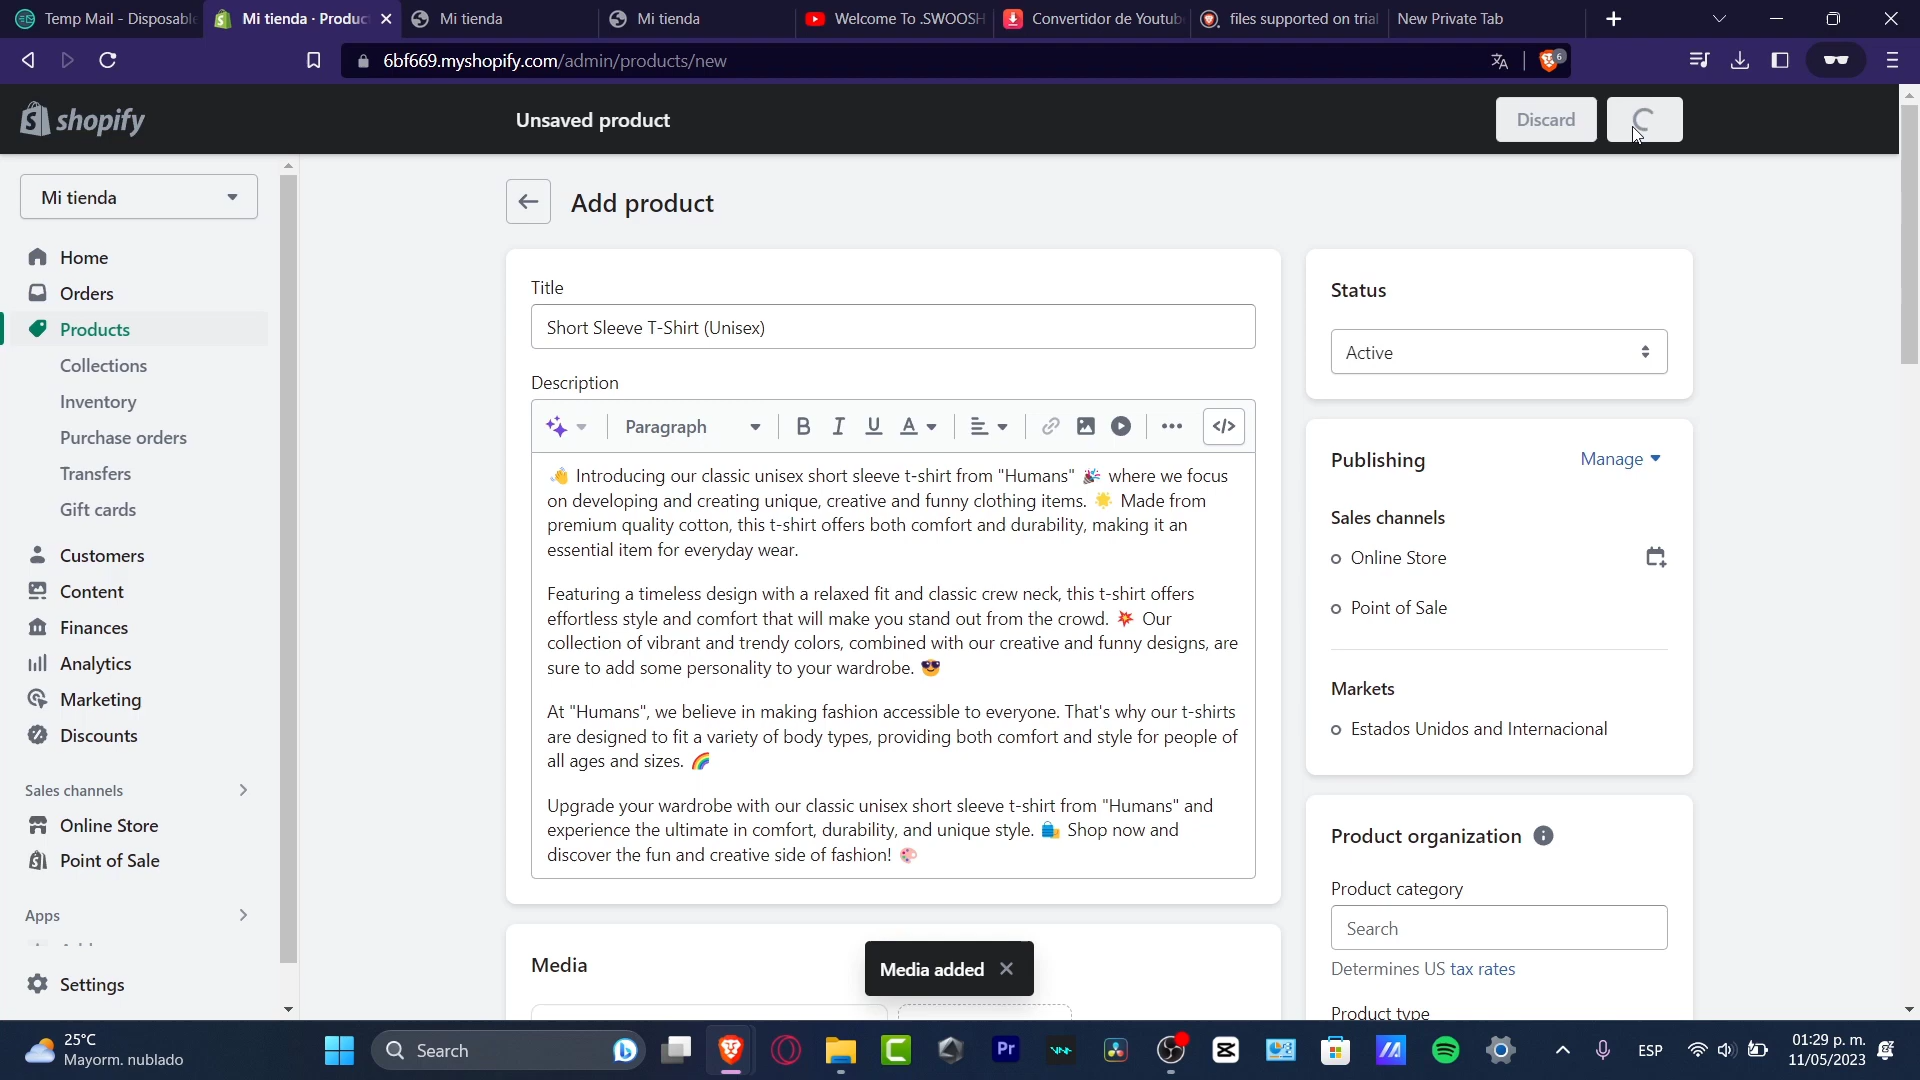 Temp Mail - Disposable
Mi tienda · Produc
Mi tienda
Mi tienda
Welcome To .SWOOSH
Convertidor de Youtub
files supported on trial
New Private Tab
6bf669.myshopify.com/admin/products/new
6
shopify
Unsaved product
Discard
Mi tienda
Home
Orders
Products
Collections
Inventory
Purchase orders
Transfers
Gift cards
Customers
Content
Finances
Analytics
Marketing
Discounts
Sales channels
Online Store
Point of Sale
Apps
Settings
Add product
Title
Short Sleeve T-Shirt (Unisex)
Description
Paragraph
B I U A
👋 Introducing our classic unisex short sleeve t-shirt from "Humans" 🎉 where we focus
on developing and creating unique, creative and funny clothing items. 🌟 Made from
premium quality cotton, this t-shirt offers both comfort and durability, making it an
essential item for everyday wear.
Featuring a timeless design with a relaxed fit and classic crew neck, this t-shirt offers
effortless style and comfort that will make you stand out from the crowd. 💥 Our
collection of vibrant and trendy colors, combined with our creative and funny designs, are
sure to add some personality to your wardrobe. 😎
At "Humans", we believe in making fashion accessible to everyone. That's why our t-shirts
are designed to fit a variety of body types, providing both comfort and style for people of
all ages and sizes. 🌈
Upgrade your wardrobe with our classic unisex short sleeve t-shirt from "Humans" and
experience the ultimate in comfort, durability, and unique style. 🛍️ Shop now and
discover the fun and creative side of fashion! 🎨
Media
Media added
Status
Active
Publishing
Manage
Sales channels
Online Store
Point of Sale
Markets
Estados Unidos and Internacional
Product organization
Product category
Search
Determines US tax rates
Product type
25°C
Mayorm. nublado
Search
Pr
ESP
01:29 p. m.
11/05/2023